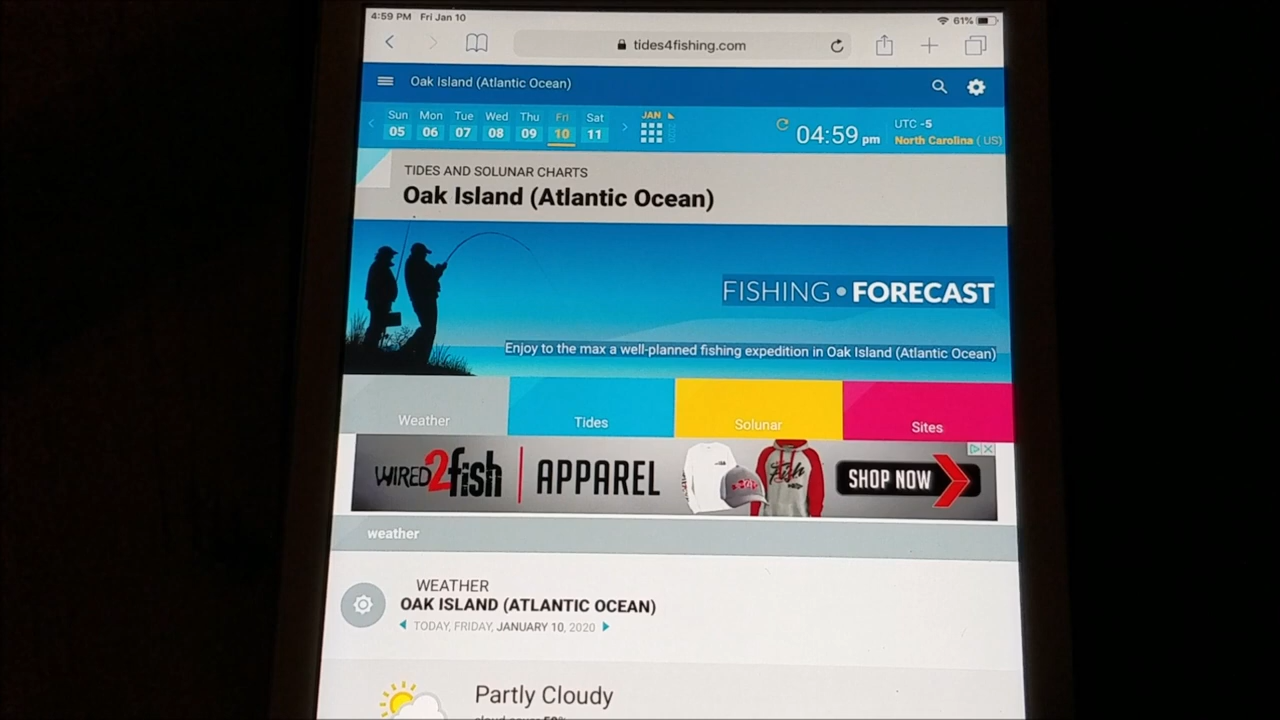 4:59 PM Fri Jan 10 61%
tides4fishing.com
Oak Island (Atlantic Ocean)
Sun Mon Tue Wed Thu Fri Sat JAN
05 06 07 08 09 10 11
04:59 pm
UTC -5
North Carolina ( US)
TIDES AND SOLUNAR CHARTS
Oak Island (Atlantic Ocean)
FISHING • FORECAST
Enjoy to the max a well-planned fishing expedition in Oak Island (Atlantic Ocean)
Weather Tides Solunar Sites
WIRED2fish APPAREL SHOP NOW
weather
WEATHER
OAK ISLAND (ATLANTIC OCEAN)
TODAY, FRIDAY, JANUARY 10, 2020
Partly Cloudy
cloud cover 50%